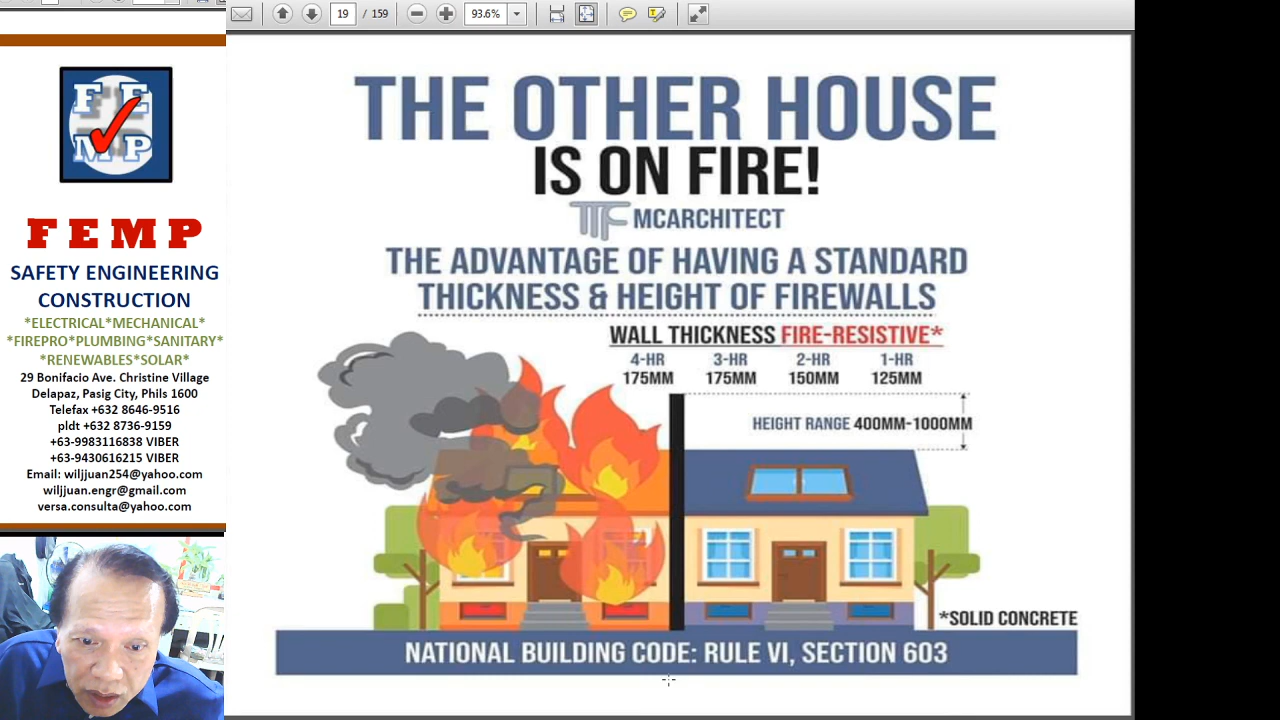 19 / 159
93.6%
F E
M P
F E M P
SAFETY ENGINEERING
CONSTRUCTION
*ELECTRICAL*MECHANICAL*
*FIREPRO*PLUMBING*SANITARY*
*RENEWABLES*SOLAR*
29 Bonifacio Ave. Christine Village
Delapaz, Pasig City, Phils 1600
Telefax +632 8646-9516
pldt +632 8736-9159
+63-9983116838 VIBER
+63-9430616215 VIBER
Email: wiljjuan254@yahoo.com
wiljjuan.engr@gmail.com
versa.consulta@yahoo.com
THE OTHER HOUSE
IS ON FIRE!
MCARCHITECT
THE ADVANTAGE OF HAVING A STANDARD
THICKNESS & HEIGHT OF FIREWALLS
WALL THICKNESS FIRE-RESISTIVE*
4-HR 3-HR 2-HR 1-HR
175MM 175MM 150MM 125MM
HEIGHT RANGE 400MM-1000MM
*SOLID CONCRETE
NATIONAL BUILDING CODE: RULE VI, SECTION 603